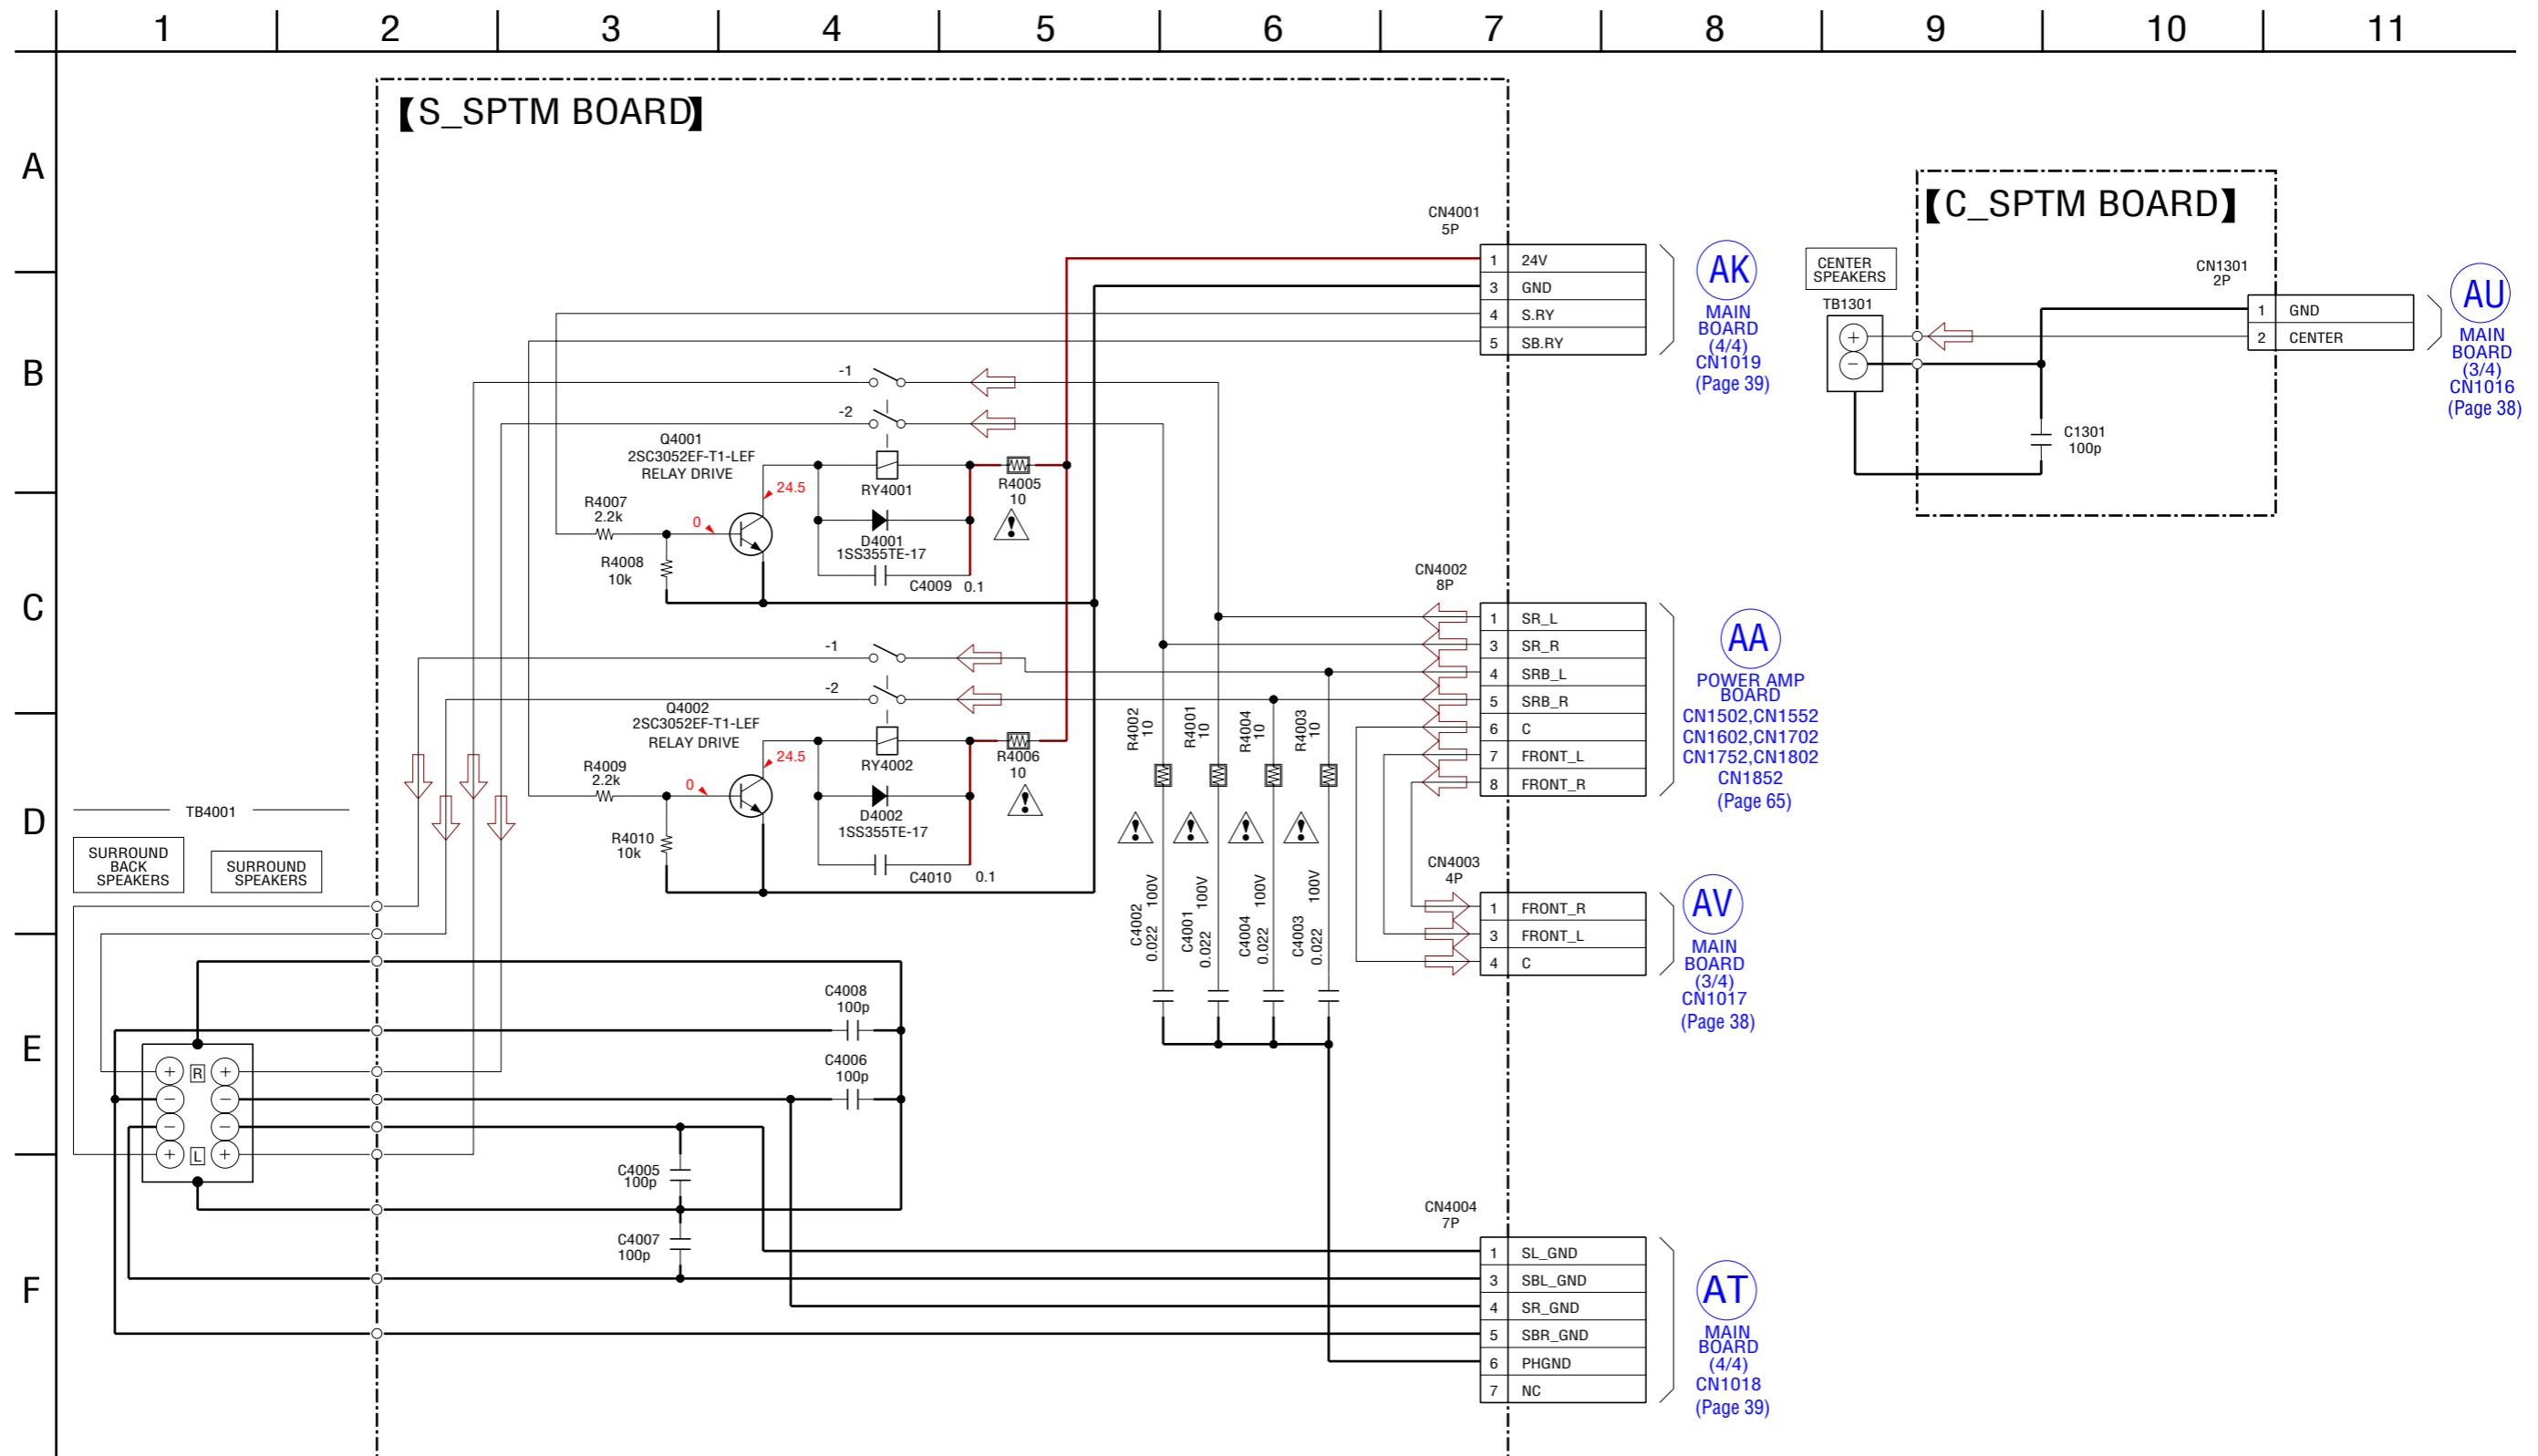 1 2 3 4 5 6 7 8 9 10 11
A
B
C
D
E
F
【S_SPTM BOARD】
CN4001
5P
1 24V
3 GND
4 S.RY
5 SB.RY
AK
MAIN
BOARD
(4/4)
CN1019
(Page 39)
【C_SPTM BOARD】
CENTER
SPEAKERS
TB1301
+
−
CN1301
2P
1 GND
2 CENTER
AU
MAIN
BOARD
(3/4)
CN1016
(Page 38)
C1301
100p
-1
-2
Q4001
2SC3052EF-T1-LEF
RELAY DRIVE
24.5
0
RY4001
R4005
10
R4007
2.2k
R4008
10k
D4001
1SS355TE-17
C4009 0.1
CN4002
8P
1 SR_L
3 SR_R
4 SRB_L
5 SRB_R
6 C
7 FRONT_L
8 FRONT_R
AA
POWER AMP
BOARD
CN1502,CN1552
CN1602,CN1702
CN1752,CN1802
CN1852
(Page 65)
-1
-2
Q4002
2SC3052EF-T1-LEF
RELAY DRIVE
24.5
0
RY4002
R4006
10
R4009
2.2k
R4010
10k
D4002
1SS355TE-17
C4010 0.1
R4002
10
R4001
10
R4004
10
R4003
10
C4002
0.022 100V
C4001
0.022 100V
C4004
0.022 100V
C4003
0.022 100V
TB4001
SURROUND
BACK
SPEAKERS
SURROUND
SPEAKERS
CN4003
4P
1 FRONT_R
3 FRONT_L
4 C
AV
MAIN
BOARD
(3/4)
CN1017
(Page 38)
C4008
100p
C4006
100p
+ R +
− −
− −
+ L +
C4005
100p
C4007
100p
CN4004
7P
1 SL_GND
3 SBL_GND
4 SR_GND
5 SBR_GND
6 PHGND
7 NC
AT
MAIN
BOARD
(4/4)
CN1018
(Page 39)